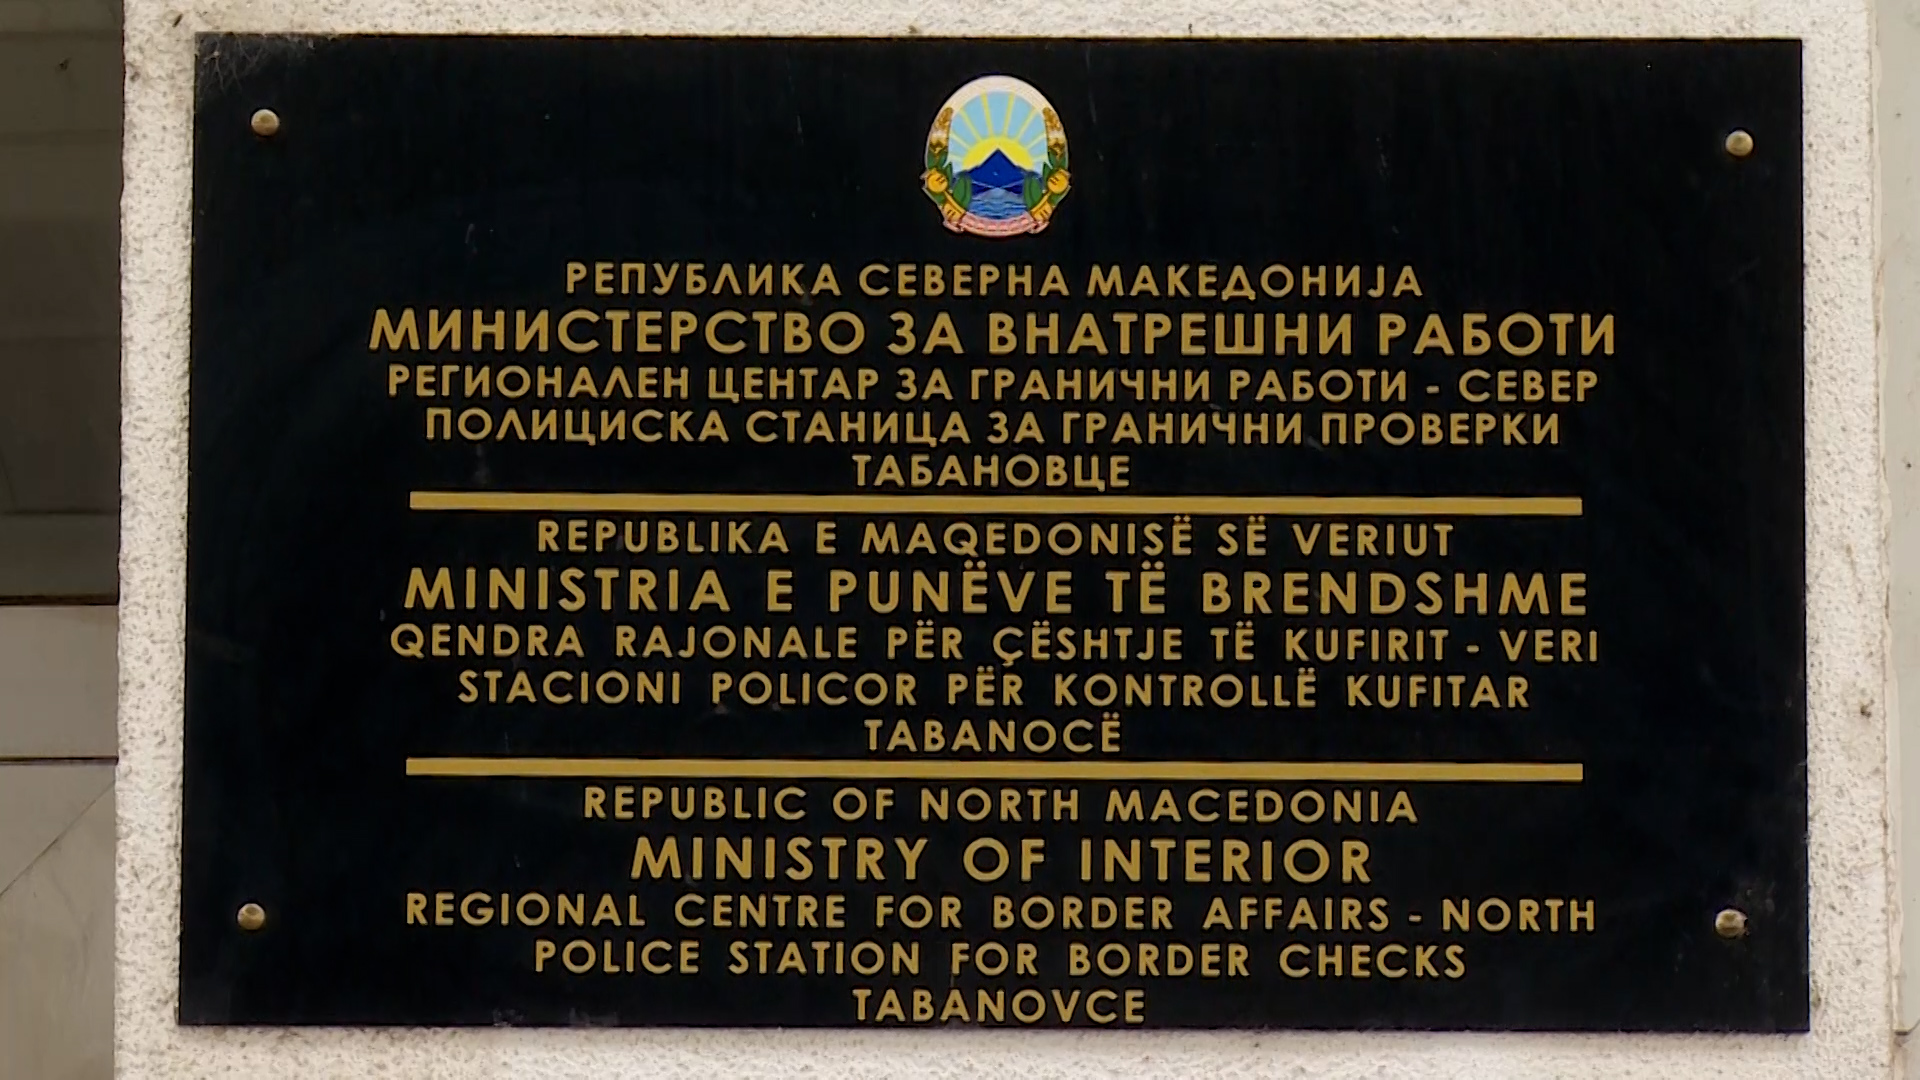 РЕПУБЛИКА СЕВЕРНА МАКЕДОНИЈА
МИНИСТЕРСТВО ЗА ВНАТРЕШНИ РАБОТИ
РЕГИОНАЛЕН ЦЕНТАР ЗА ГРАНИЧНИ РАБОТИ - СЕВЕР
ПОЛИЦИСКА СТАНИЦА ЗА ГРАНИЧНИ ПРОВЕРКИ
ТАБАНОВЦЕ
REPUBLIKA E MAQEDONISË SË VERIUT
MINISTRIA E PUNËVE TË BRENDSHME
QENDRA RAJONALE PËR ÇËSHTJE TË KUFIRIT - VERI
STACIONI POLICOR PËR KONTROLLË KUFITAR
TABANOCË
REPUBLIC OF NORTH MACEDONIA
MINISTRY OF INTERIOR
REGIONAL CENTRE FOR BORDER AFFAIRS - NORTH
POLICE STATION FOR BORDER CHECKS
TABANOVCE